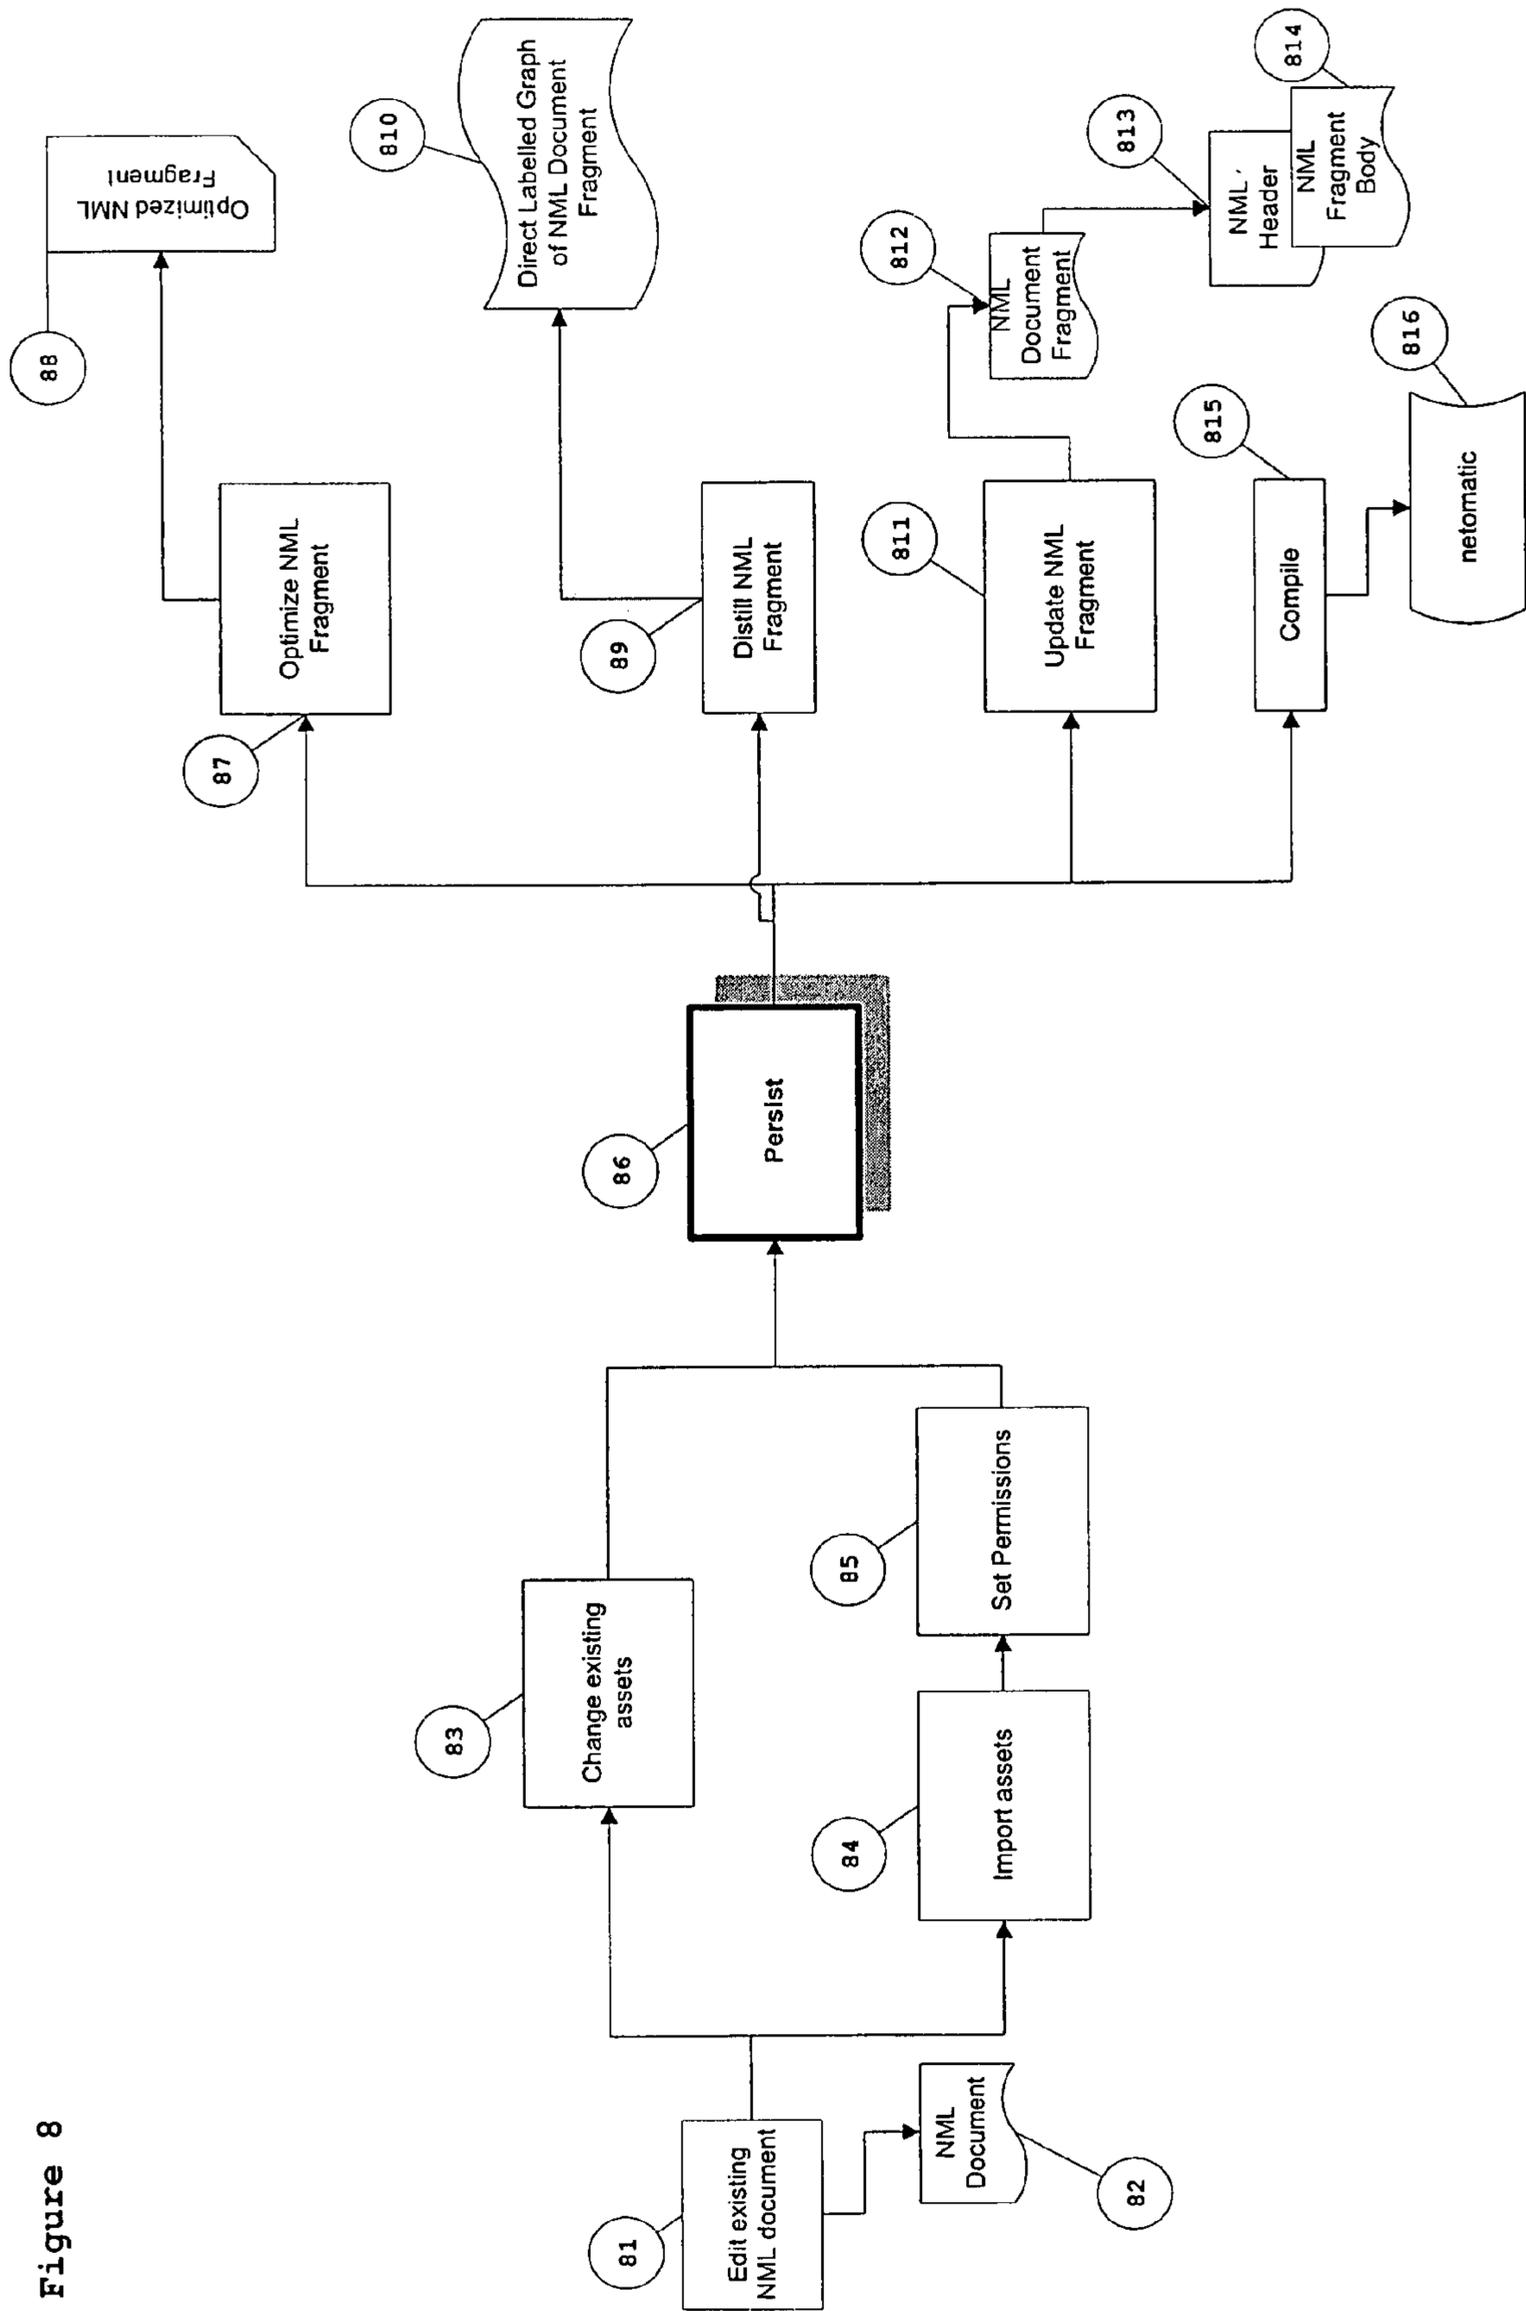 Figure 8
81
Edit existing
NML document
82
NML
Document
83
Change existing
assets
84
Import assets
85
Set Permissions
86
Persist
87
Optimize NML
Fragment
88
Optimized NML
Fragment
89
Distill NML
Fragment
810
Direct Labelled Graph
of NML Document
Fragment
811
Update NML
Fragment
812
NML
Document
Fragment
813
NML
Header
814
NML
Fragment
Body
815
Compile
816
netomatic